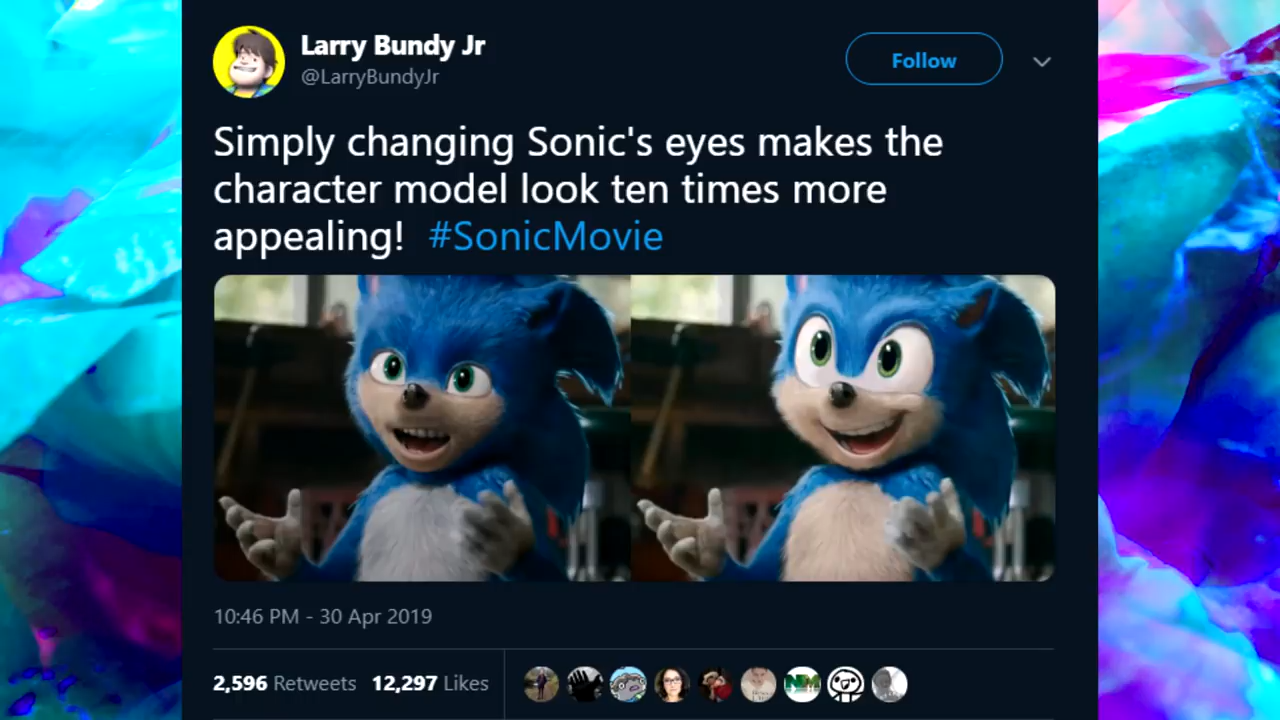 Larry Bundy Jr
@LarryBundyJr
Follow
Simply changing Sonic's eyes makes the
character model look ten times more
appealing! #SonicMovie
10:46 PM - 30 Apr 2019
2,596 Retweets 12,297 Likes